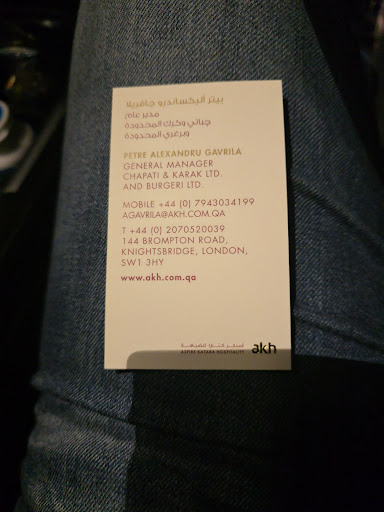 بيتر أليكساندرو جافريلا
مدير عام
جباتي وكرك المحدودة
وبرغري المحدودة
PETRE ALEXANDRU GAVRILA
GENERAL MANAGER
CHAPATI & KARAK LTD.
AND BURGERI LTD.
MOBILE +44 (0) 7943034199
AGAVRILA@AKH.COM.QA
T +44 (0) 2070520039
144 BROMPTON ROAD,
KNIGHTSBRIDGE, LONDON,
SW1 3HY
www.akh.com.qa
ASPIRE KATARA HOSPITALITY
akh